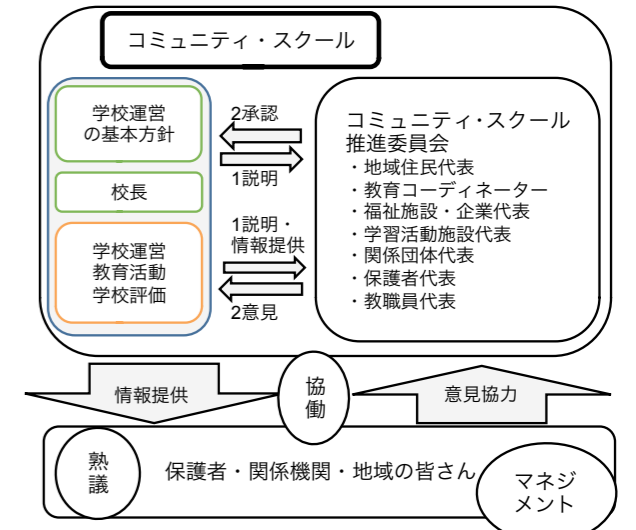 コミュニティ・スクール
学校運営
の基本方針
校長
学校運営
教育活動
学校評価
2承認
1説明
1説明・
情報提供
2意見
コミュニティ・スクール
推進委員会
・地域住民代表
・教育コーディネーター
・福祉施設・企業代表
・学習活動施設代表
・関係団体代表
・保護者代表
・教職員代表
情報提供
協
働
意見協力
熟
議
保護者・関係機関・地域の皆さん
マネジ
メント